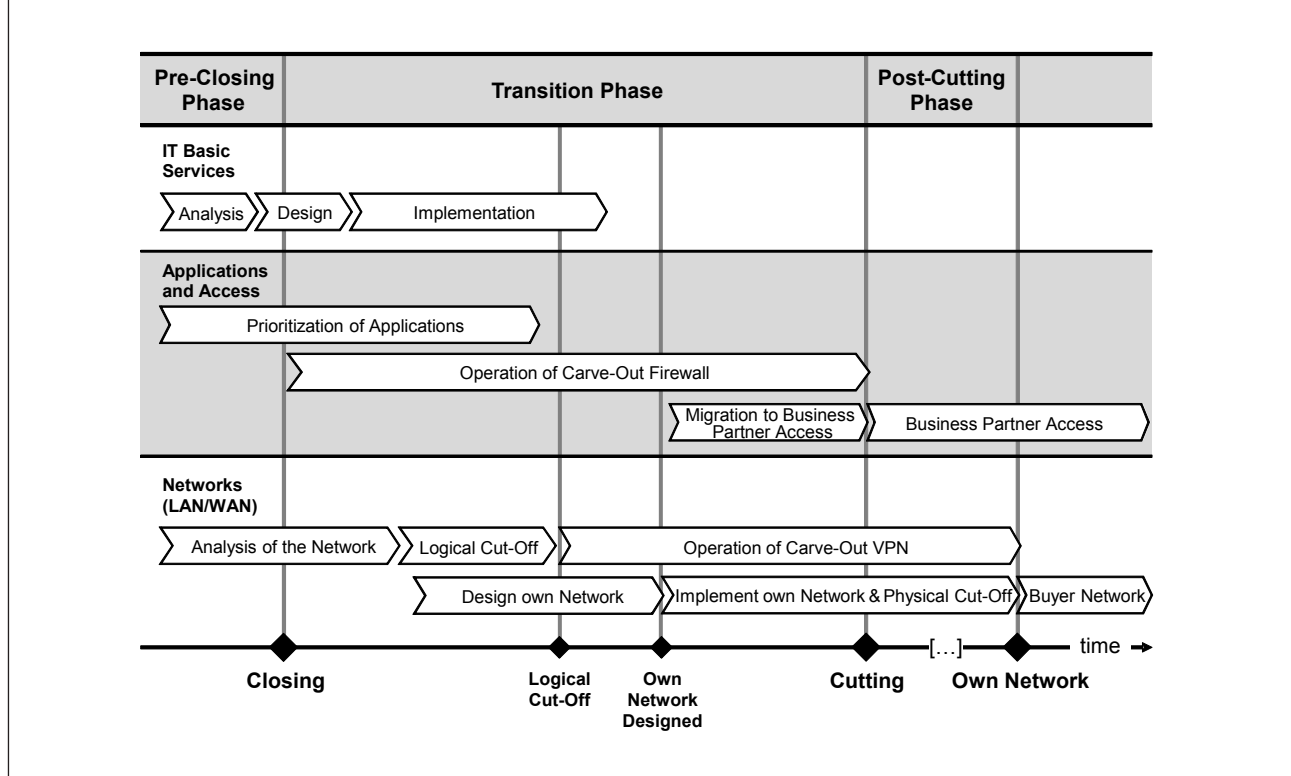 Pre-Closing
Phase
Transition Phase
Post-Cutting
Phase
IT Basic
Services
Analysis
Design
Implementation
Applications
and Access
Prioritization of Applications
Operation of Carve-Out Firewall
Migration to Business
Partner Access
Business Partner Access
Networks
(LAN/WAN)
Analysis of the Network
Logical Cut-Off
Operation of Carve-Out VPN
Design own Network
Implement own Network & Physical Cut-Off
Buyer Network
[…]
time
Closing
Logical
Cut-Off
Own
Network
Designed
Cutting
Own Network